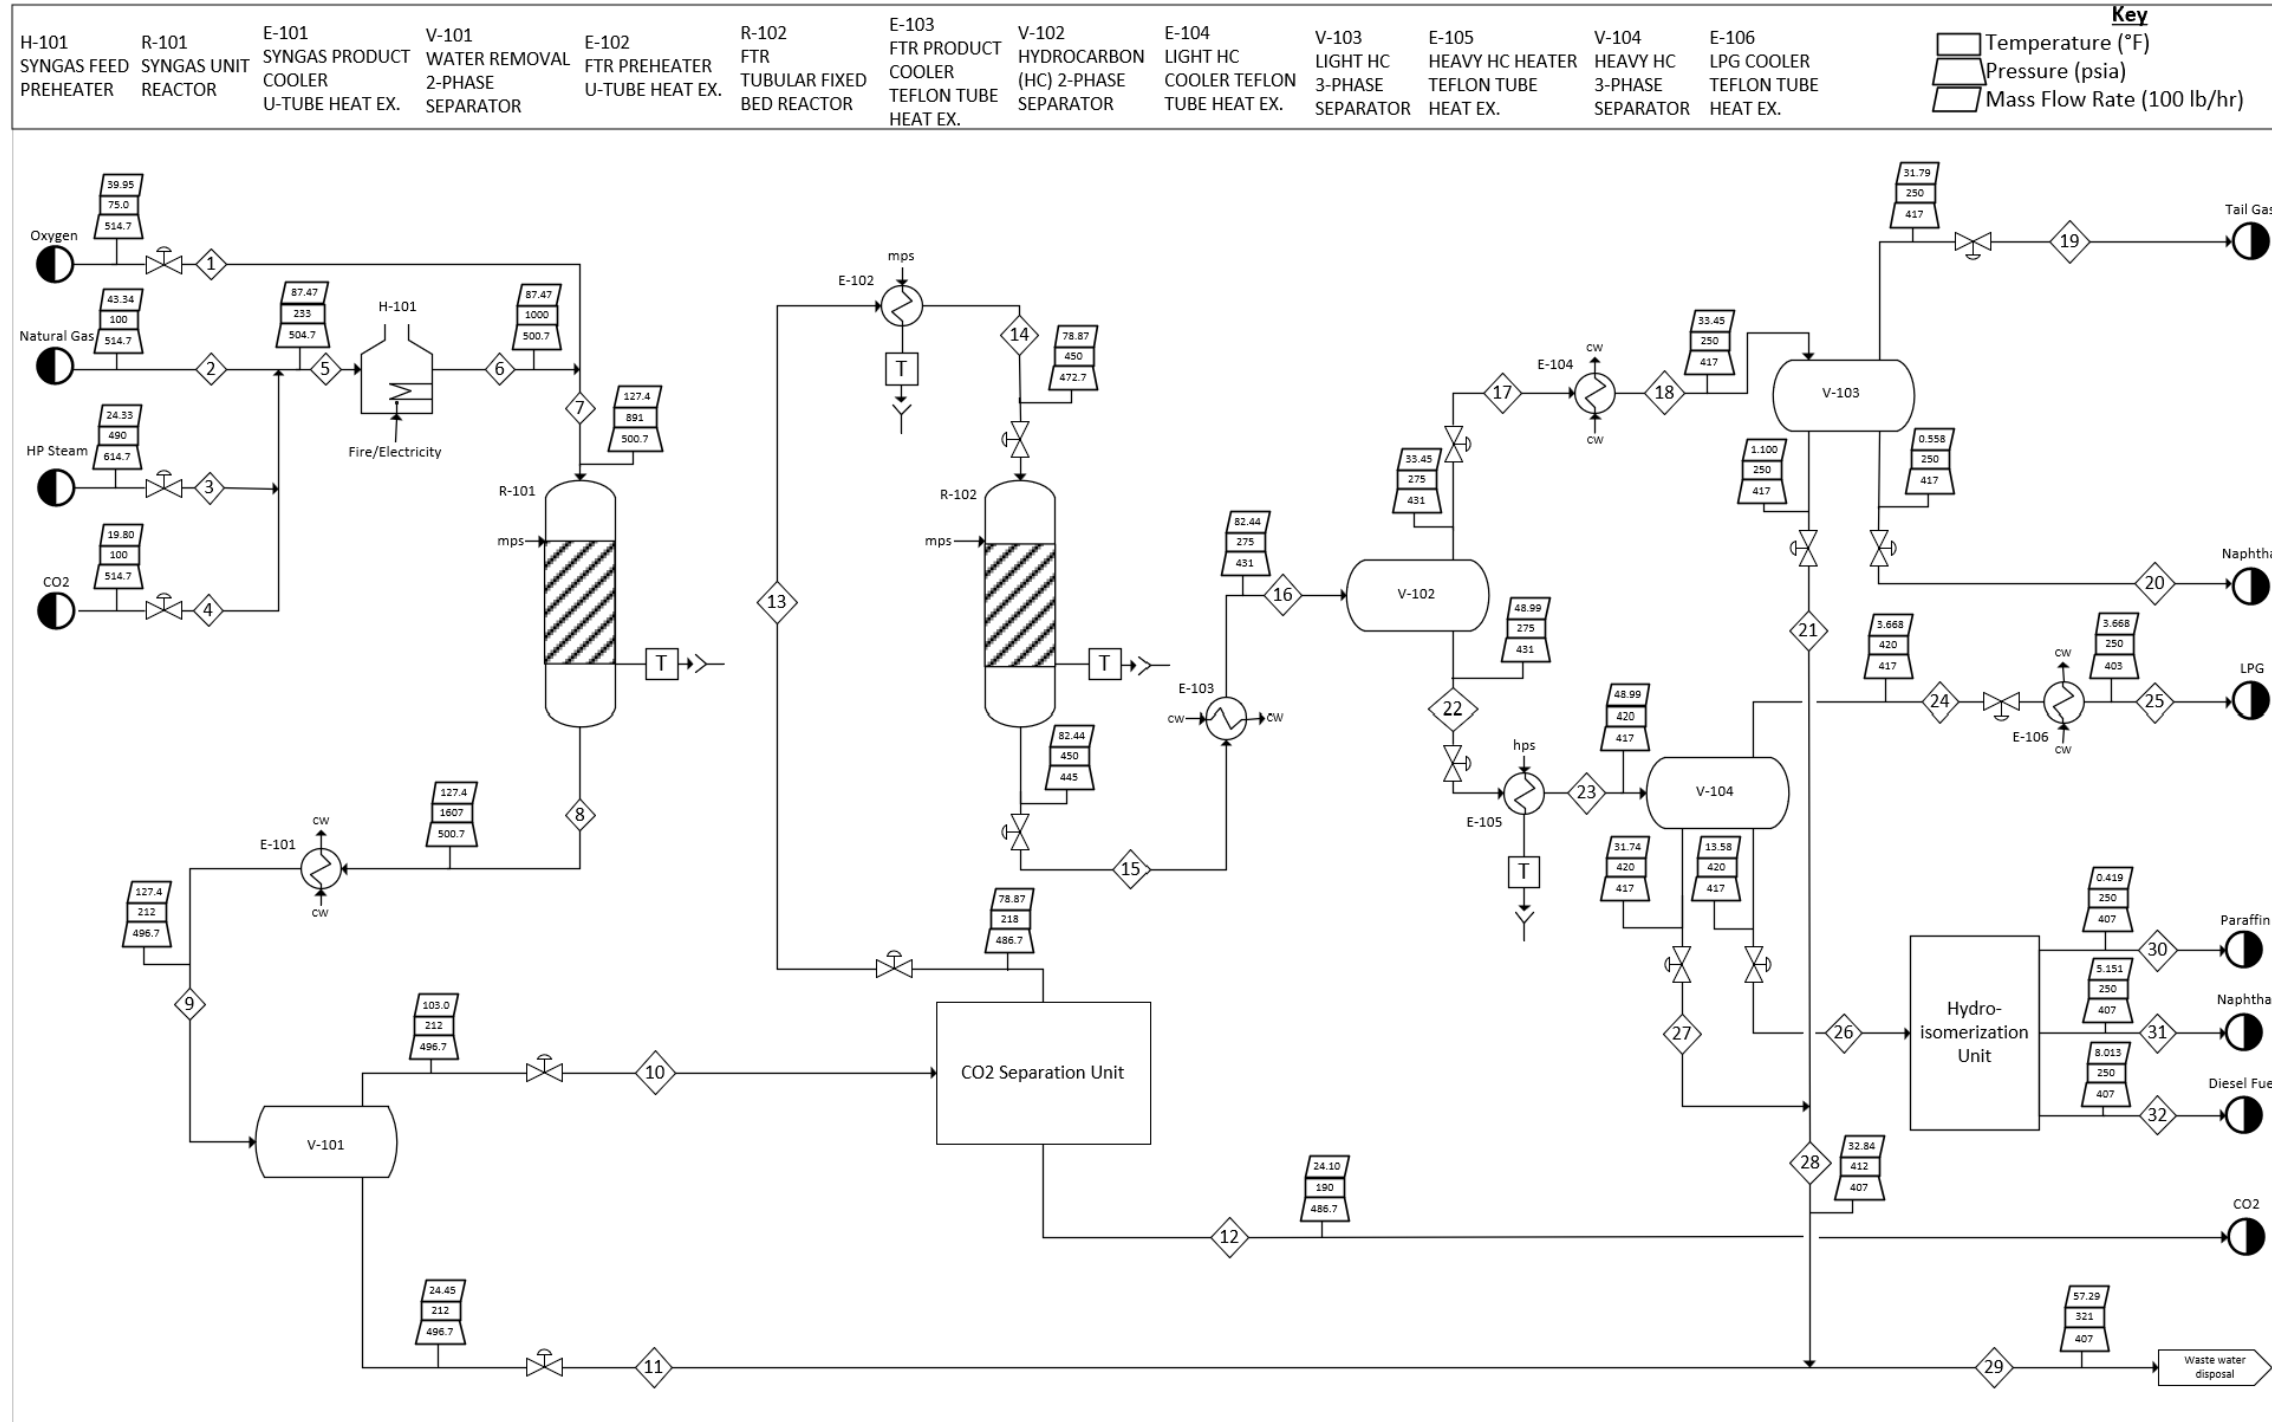 H-101
SYNGAS FEED
PREHEATER
R-101
SYNGAS UNIT
REACTOR
E-101
SYNGAS PRODUCT
COOLER
U-TUBE HEAT EX.
V-101
WATER REMOVAL
2-PHASE
SEPARATOR
E-102
FTR PREHEATER
U-TUBE HEAT EX.
R-102
FTR
TUBULAR FIXED
BED REACTOR
E-103
FTR PRODUCT
COOLER
TEFLON TUBE
HEAT EX.
V-102
HYDROCARBON
(HC) 2-PHASE
SEPARATOR
E-104
LIGHT HC
COOLER TEFLON
TUBE HEAT EX.
V-103
LIGHT HC
3-PHASE
SEPARATOR
E-105
HEAVY HC HEATER
TEFLON TUBE
HEAT EX.
V-104
HEAVY HC
3-PHASE
SEPARATOR
E-106
LPG COOLER
TEFLON TUBE
HEAT EX.
Key
Temperature (°F)
Pressure (psia)
Mass Flow Rate (100 lb/hr)
39.95
75.0
514.7
Oxygen
1
43.34
100
514.7
Natural Gas
2
24.33
490
614.7
HP Steam
3
19.80
100
514.7
CO2
4
87.47
233
504.7
5
H-101
Fire/Electricity
87.47
1000
500.7
6
7
127.4
891
500.7
R-101
mps
T
8
127.4
1607
500.7
E-101
cw
cw
127.4
212
496.7
9
V-101
103.0
212
496.7
10
24.45
212
496.7
11
CO2 Separation Unit
78.87
218
486.7
24.10
190
486.7
12
13
mps
E-102
T
14
78.87
450
472.7
R-102
mps
T
82.44
450
445
15
E-103
cw
cw
82.44
275
431
16
V-102
33.45
275
431
17
E-104
cw
cw
33.45
250
417
18
V-103
31.79
250
417
19
Tail Gas
1.100
250
417
0.558
250
417
20
Naphtha
21
48.99
275
431
22
hps
E-105
T
48.99
420
417
23
V-104
3.668
420
417
24
cw
E-106
cw
3.668
250
403
25
LPG
31.74
420
417
13.58
420
417
27
26
Hydro-
isomerization
Unit
0.419
250
407
30
Paraffin
5.151
250
407
31
Naphtha
8.013
250
407
32
Diesel Fue
28
32.84
412
407
CO2
57.29
321
407
29
Waste water
disposal